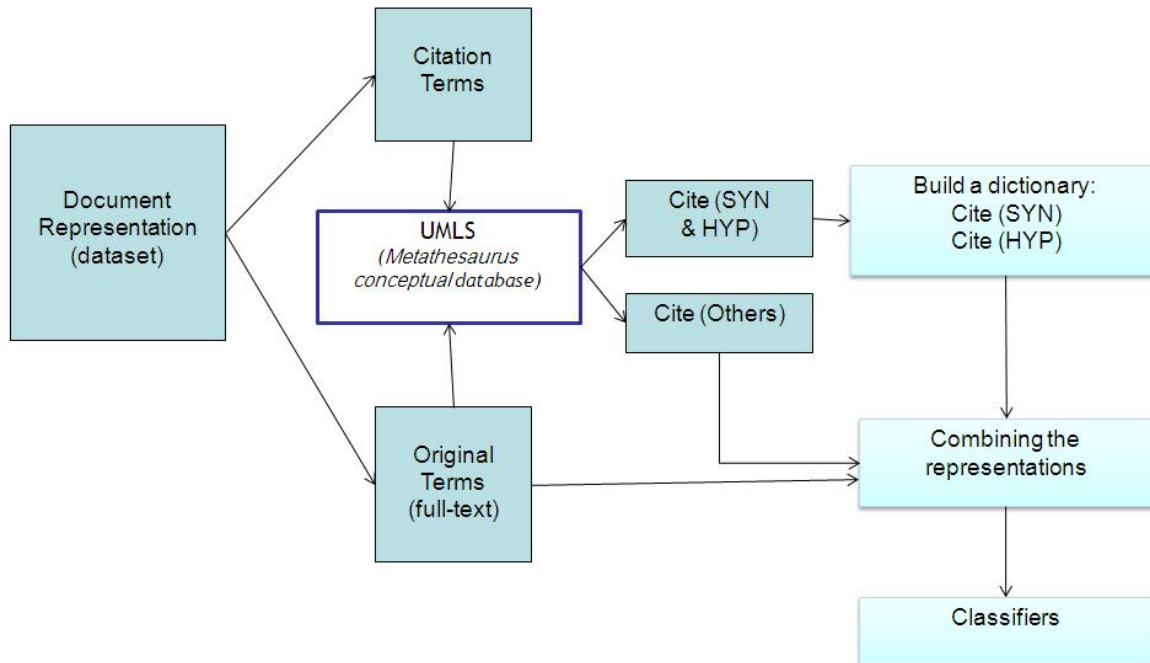 Citation
Terms
Document
Representation
(dataset)
UMLS
(Metathesaurus
conceptual database)
Cite (SYN
& HYP)
Build a dictionary:
Cite (SYN)
Cite (HYP)
Cite (Others)
Original
Terms
(full-text)
Combining the
representations
Classifiers